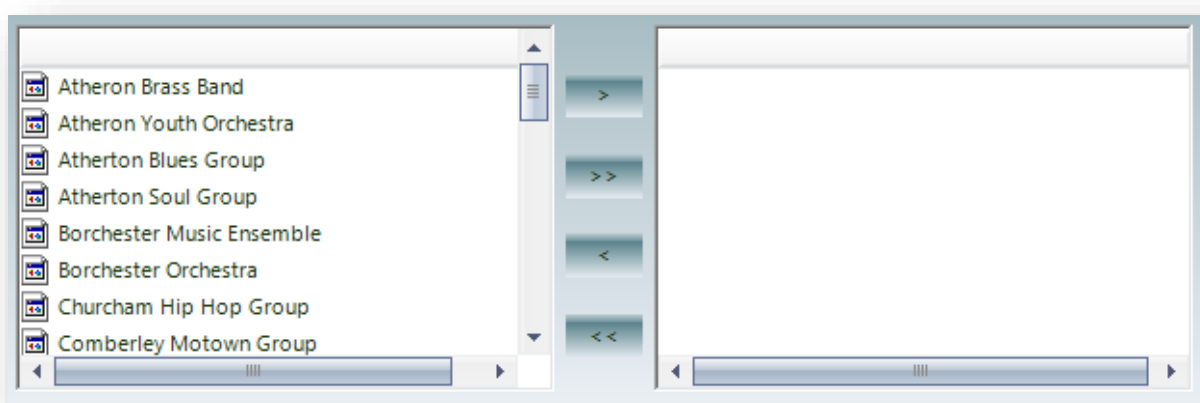 Atheron Brass Band
Atheron Youth Orchestra
Atherton Blues Group
Atherton Soul Group
Borchester Music Ensemble
Borchester Orchestra
Churcham Hip Hop Group
Comberley Motown Group
>
>>
<
<<